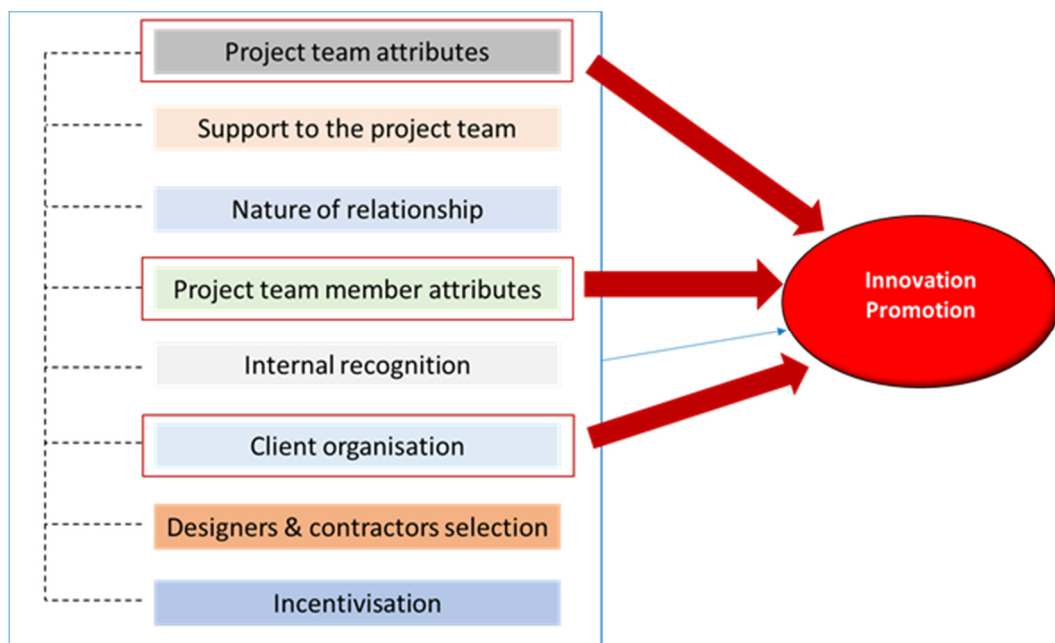 Project team attributes
Support to the project team
Nature of relationship
Project team member attributes
Internal recognition
Client organisation
Designers & contractors selection
Incentivisation
Innovation
Promotion